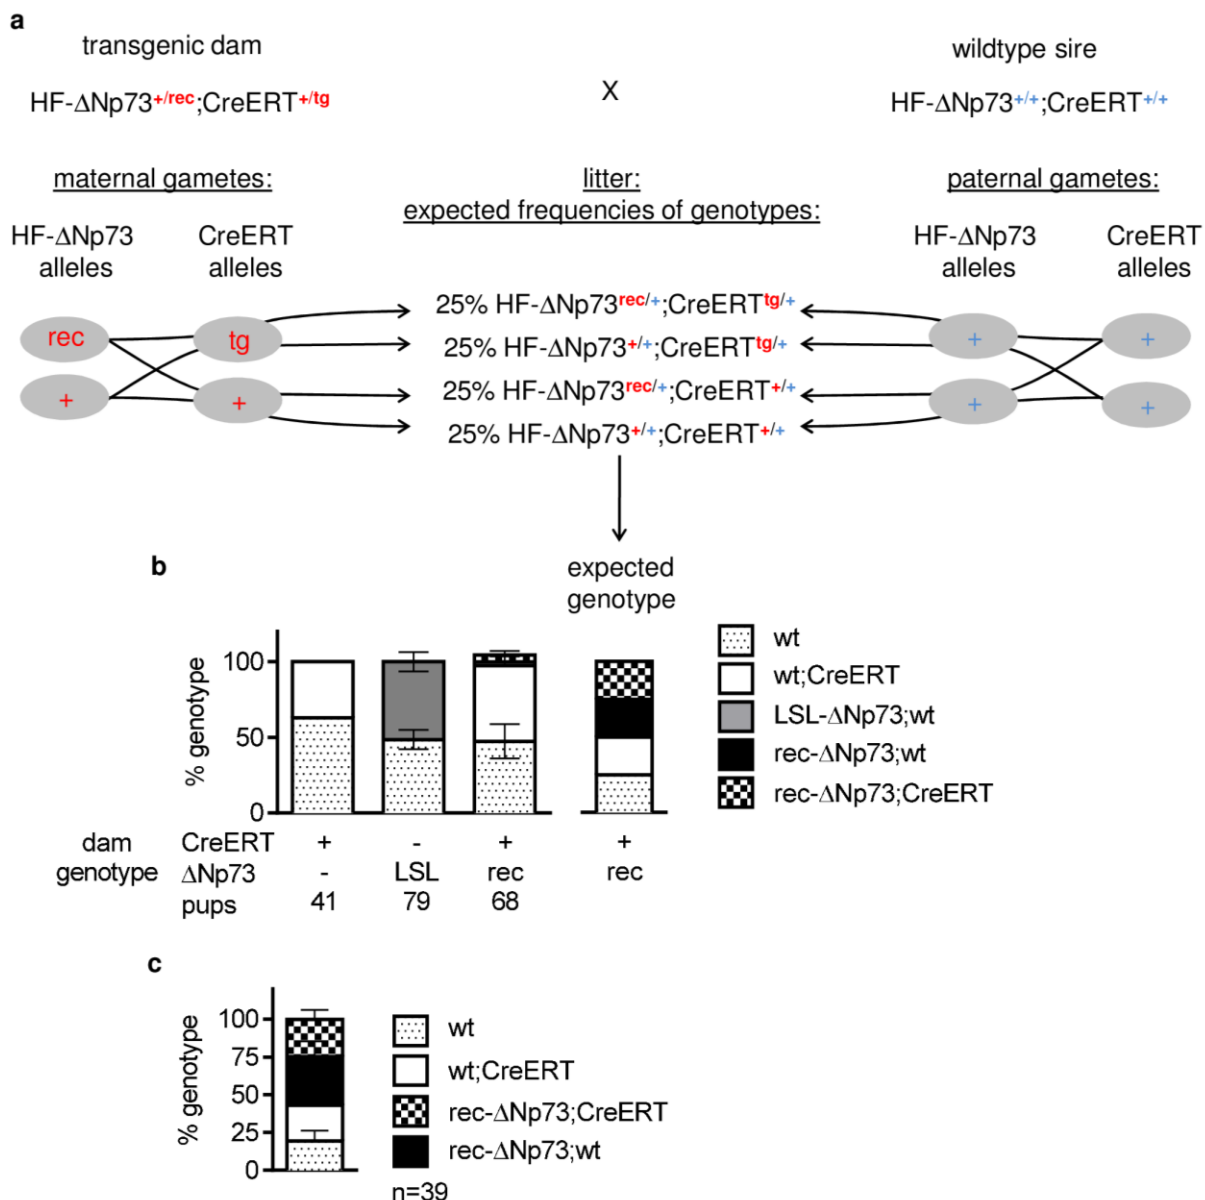 a
transgenic dam
wildtype sire
HF-ΔNp73+/rec;CreERT+/tg
X
HF-ΔNp73+/+;CreERT+/+
maternal gametes:
litter:
paternal gametes:
expected frequencies of genotypes:
HF-ΔNp73 alleles
CreERT alleles
HF-ΔNp73 alleles
CreERT alleles
rec
tg
+
+
25% HF-ΔNp73rec/+;CreERTtg/+
25% HF-ΔNp73+/+;CreERTtg/+
25% HF-ΔNp73rec/+;CreERT+/+
25% HF-ΔNp73+/+;CreERT+/+
+
+
+
+
b
expected
genotype
% genotype
100
50
0
wt
wt;CreERT
LSL-ΔNp73;wt
rec-ΔNp73;wt
rec-ΔNp73;CreERT
dam
genotype
CreERT + - + +
ΔNp73 - LSL rec rec
pups 41 79 68
c
% genotype
100
75
50
25
0
wt
wt;CreERT
rec-ΔNp73;CreERT
rec-ΔNp73;wt
n=39